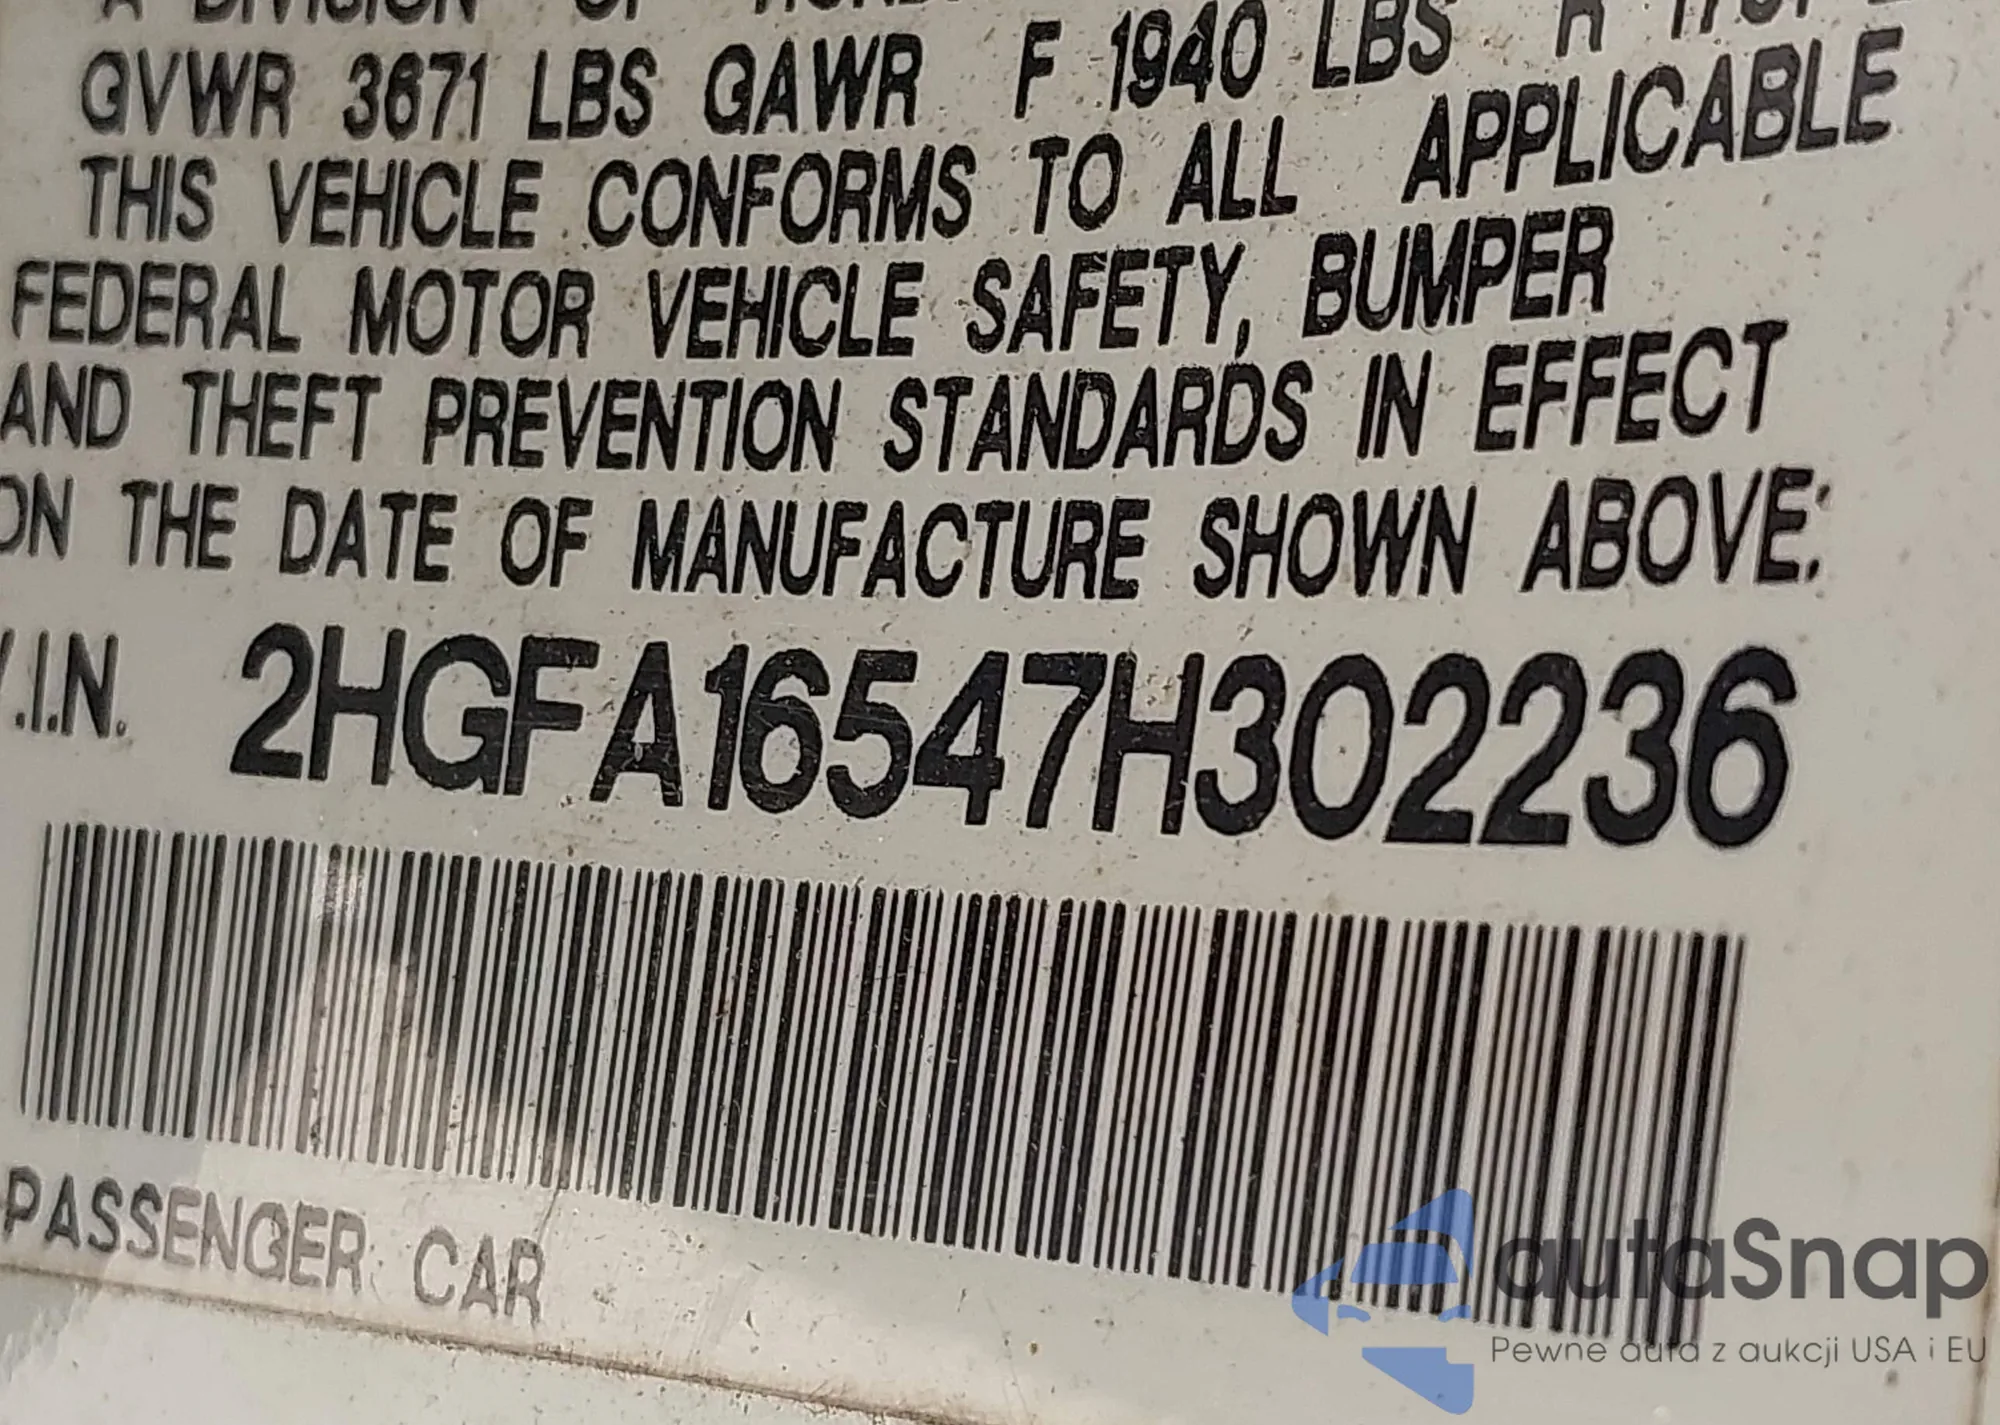 A DIVISION OF
GVWR 3671 LBS GAWR F 1940 LBS R
THIS VEHICLE CONFORMS TO ALL APPLICABLE
FEDERAL MOTOR VEHICLE SAFETY, BUMPER
AND THEFT PREVENTION STANDARDS IN EFFECT
ON THE DATE OF MANUFACTURE SHOWN ABOVE:
V.I.N. 2HGFA16547H302236
PASSENGER CAR
autaSnap
Pewne auta z aukcji USA i EU